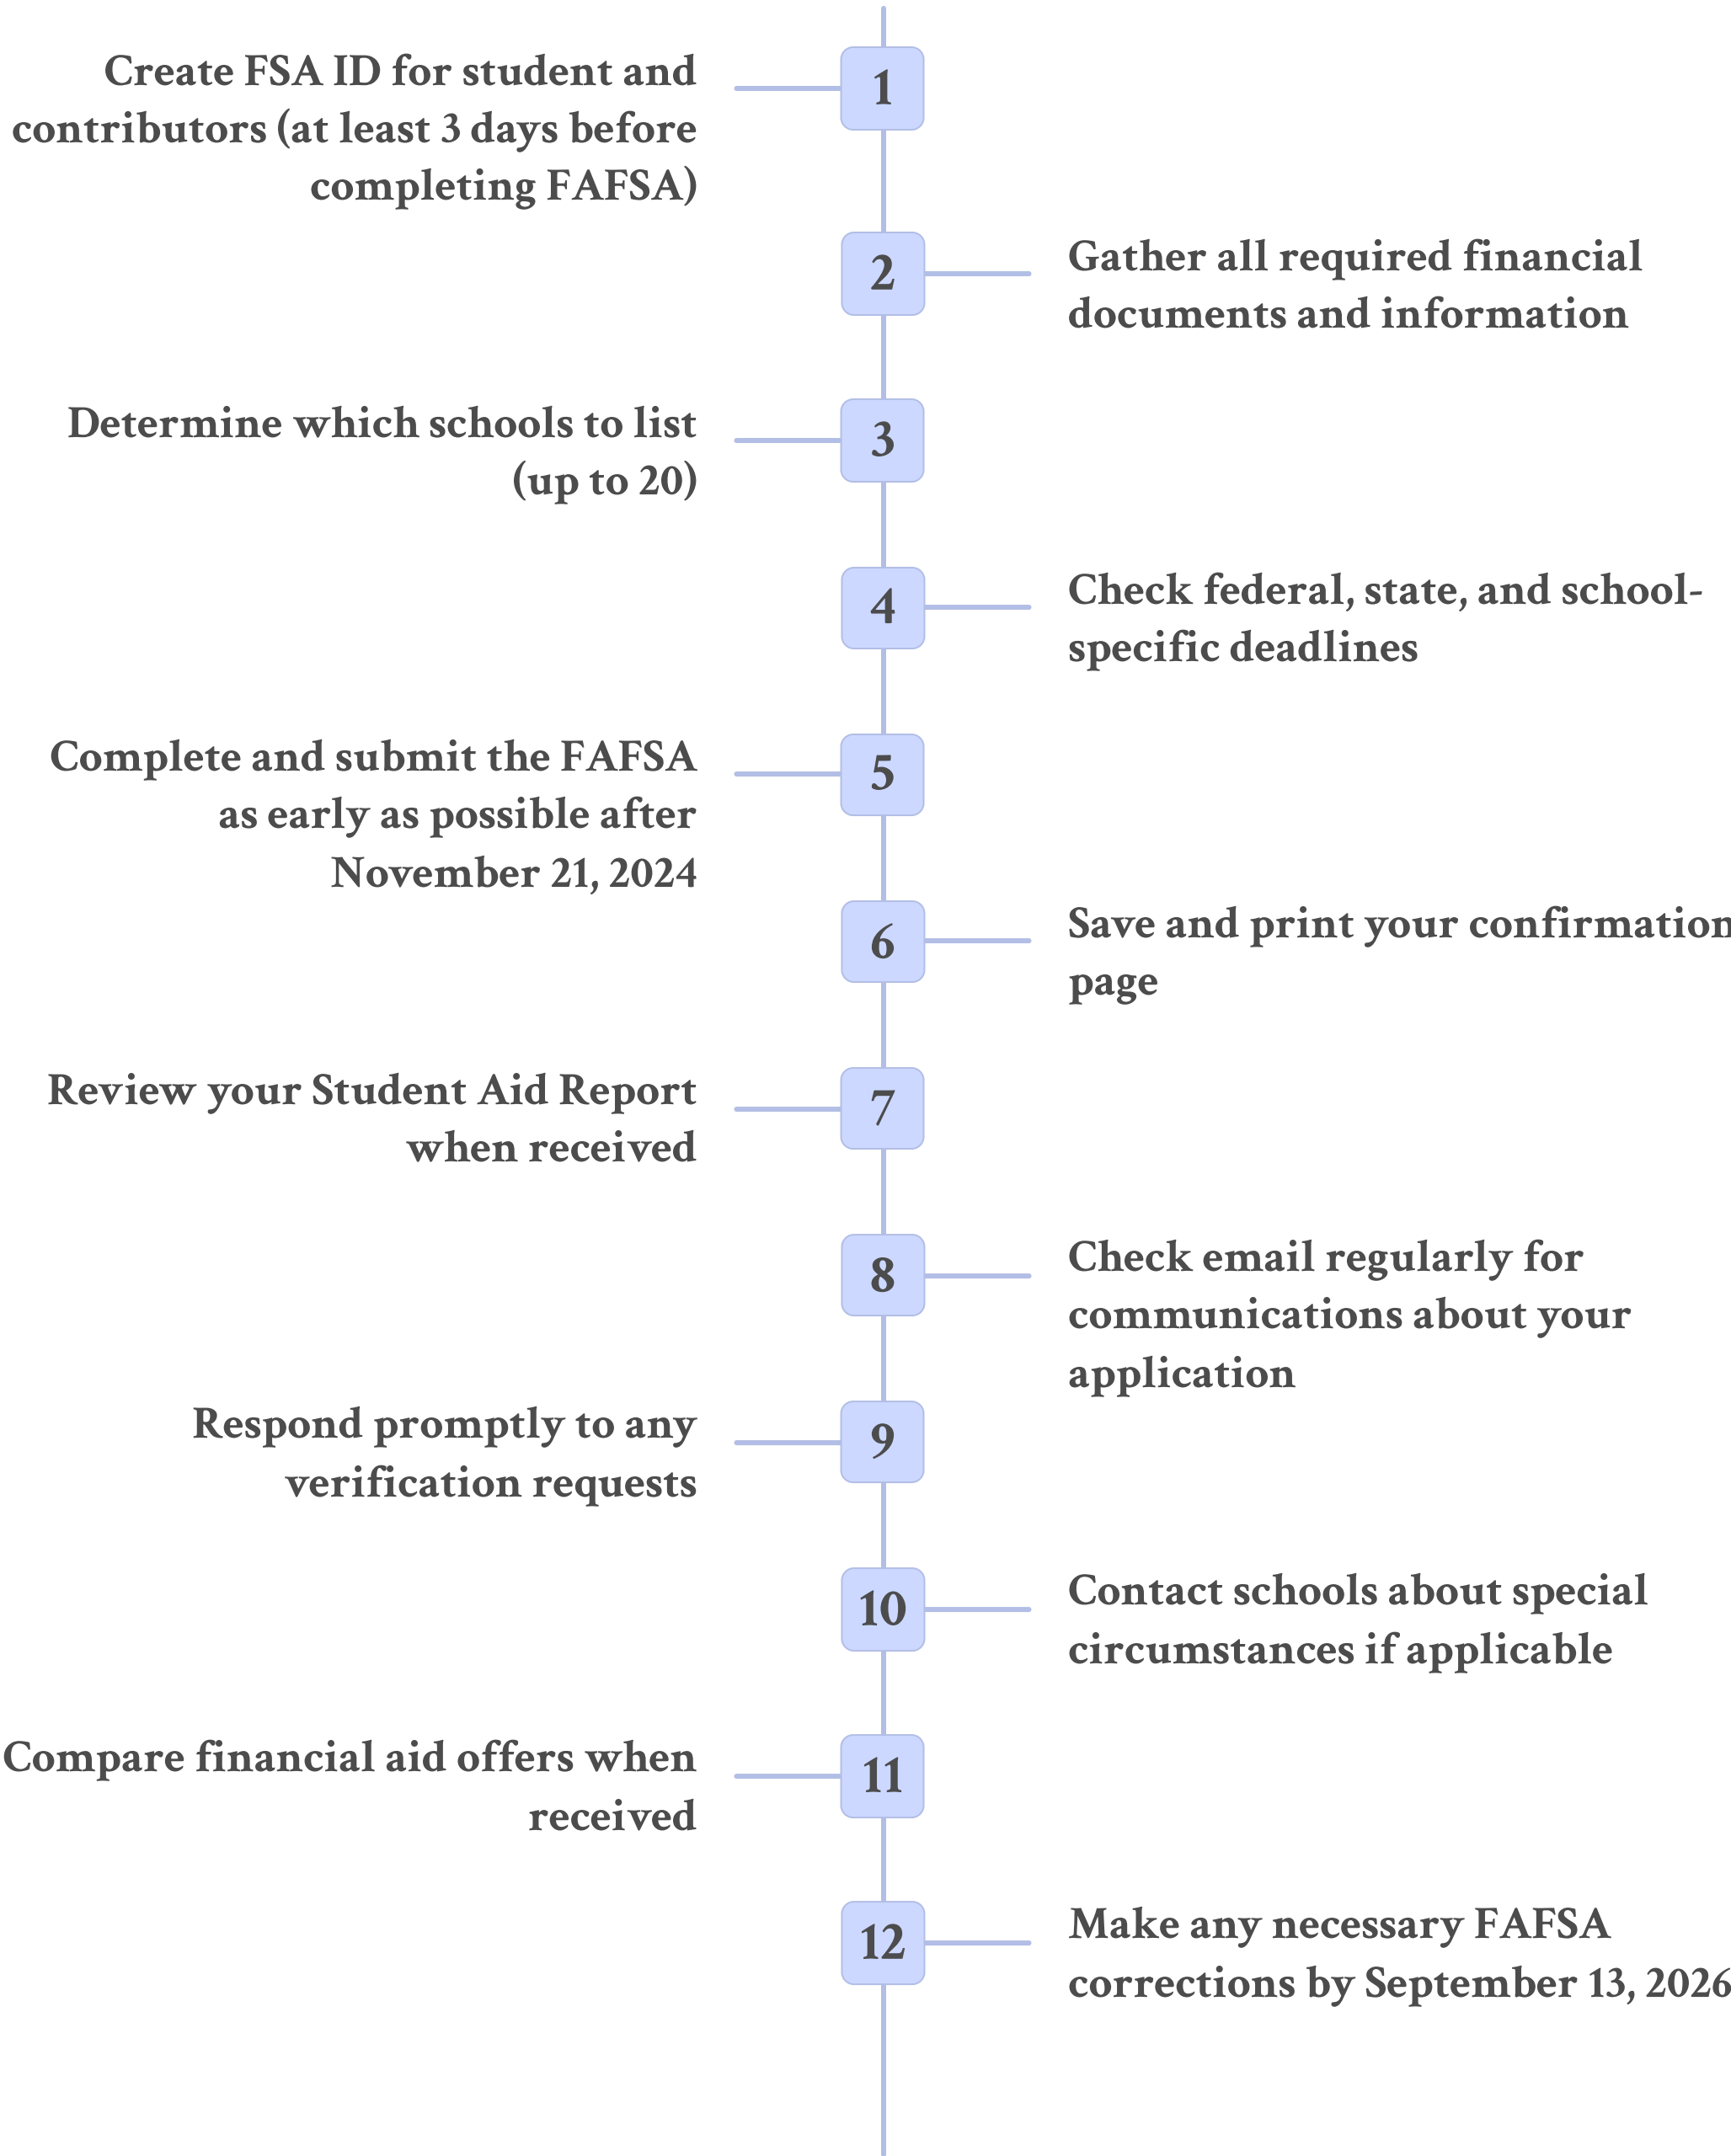 Create FSA ID for student and
contributors (at least 3 days before
completing FAFSA)
1
2
Gather all required financial
documents and information
Determine which schools to list
(up to 20)
3
4
Check federal, state, and school-
specific deadlines
Complete and submit the FAFSA
as early as possible after
November 21, 2024
5
6
Save and print your confirmation
page
Review your Student Aid Report
when received
7
8
Check email regularly for
communications about your
application
Respond promptly to any
verification requests
9
10
Contact schools about special
circumstances if applicable
Compare financial aid offers when
received
11
12
Make any necessary FAFSA
corrections by September 13, 2026